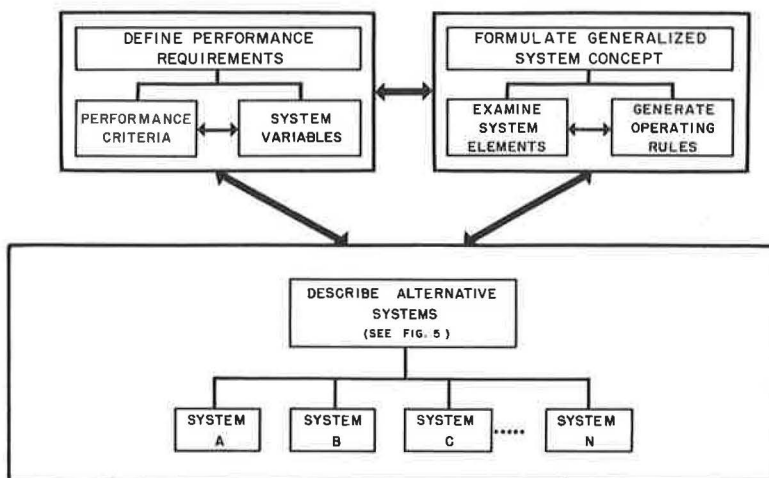 DEFINE PERFORMANCE
REQUIREMENTS
PERFORMANCE
CRITERIA
SYSTEM
VARIABLES
FORMULATE GENERALIZED
SYSTEM CONCEPT
EXAMINE
SYSTEM
ELEMENTS
GENERATE
OPERATING
RULES
DESCRIBE ALTERNATIVE
SYSTEMS
(SEE FIG. 5)
SYSTEM
A
SYSTEM
B
SYSTEM
C
.....
SYSTEM
N